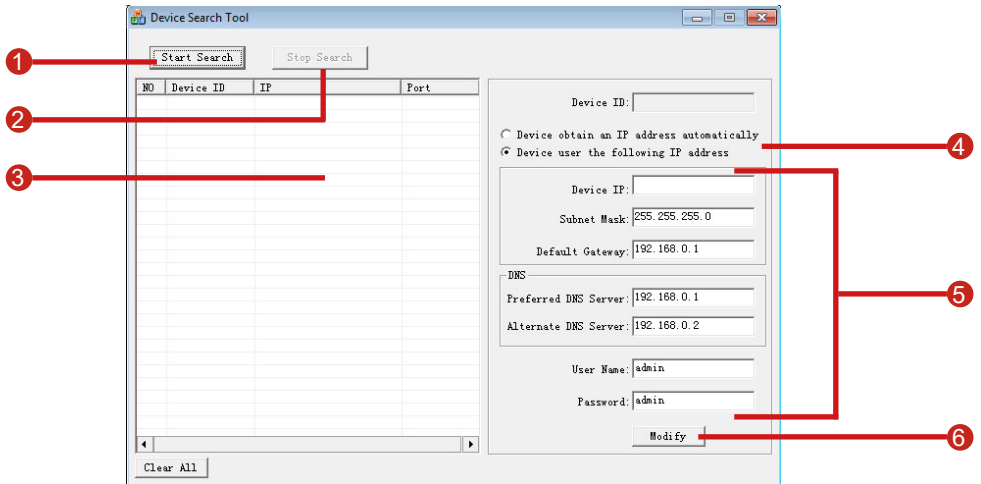 Device Search Tool
1
Start Search
Stop Search
2
NO Device ID IP Port
3
Device ID:
Device obtain an IP address automatically
Device user the following IP address
4
Device IP:
Subnet Mask: 255.255.255.0
Default Gateway: 192.168.0.1
DNS
Preferred DNS Server: 192.168.0.1
5
Alternate DNS Server: 192.168.0.2
User Name: admin
Password: admin
Modify
6
Clear All